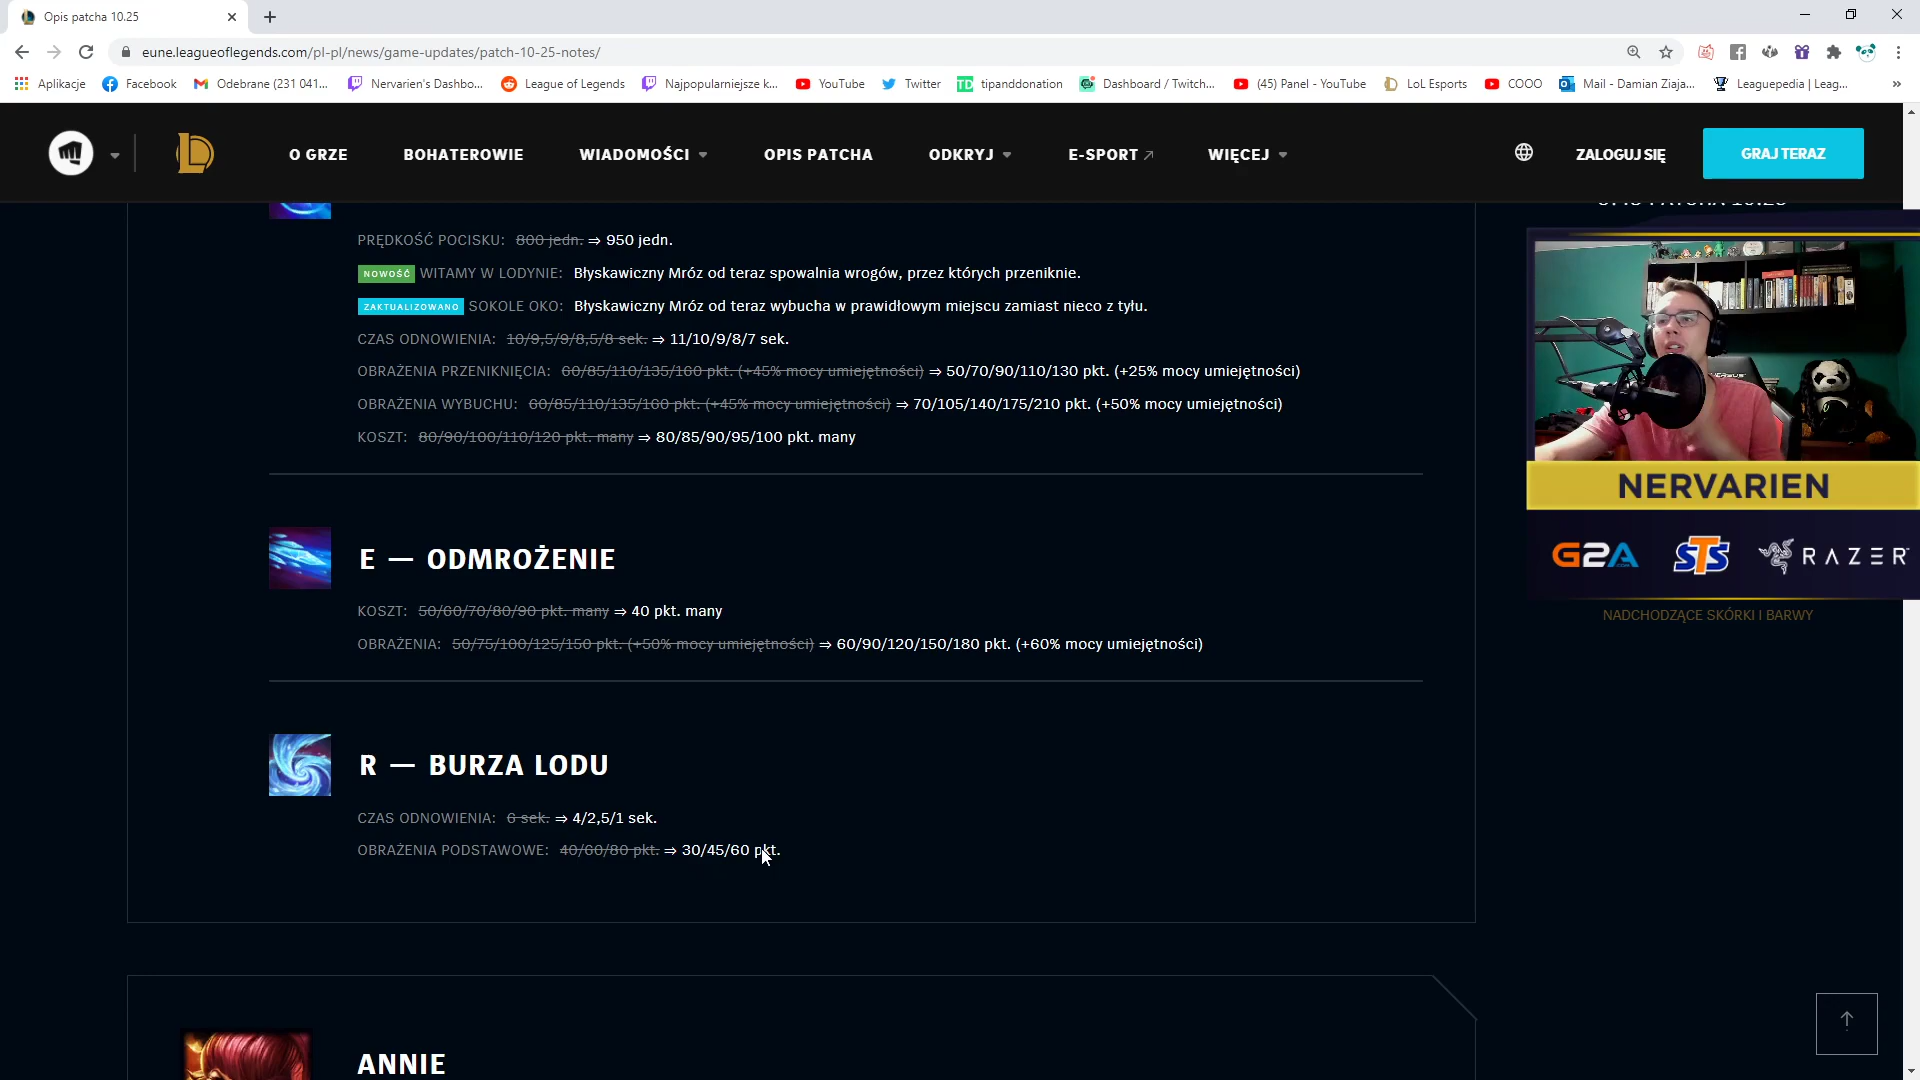 Opis patcha 10.25
eune.leagueoflegends.com/pl-pl/news/game-updates/patch-10-25-notes/
Aplikacje Facebook Odebrane (231 041... Nervarien's Dashbo... League of Legends Najpopularniejsze k... YouTube Twitter tipanddonation Dashboard / Twitch... (45) Panel - YouTube LoL Esports COOO Mail - Damian Ziaja... Leaguepedia | Leag... »
O GRZE BOHATEROWIE WIADOMOŚCI OPIS PATCHA ODKRYJ E-SPORT WIĘCEJ ZALOGUJ SIĘ GRAJ TERAZ
PRĘDKOŚĆ POCISKU: 800 jedn. ⇒ 950 jedn.
NOWOŚĆ WITAMY W LODYNIE: Błyskawiczny Mróz od teraz spowalnia wrogów, przez których przeniknie.
ZAKTUALIZOWANO SOKOLE OKO: Błyskawiczny Mróz od teraz wybucha w prawidłowym miejscu zamiast nieco z tyłu.
CZAS ODNOWIENIA: 10/9,5/9/8,5/8 sek. ⇒ 11/10/9/8/7 sek.
OBRAŻENIA PRZENIKNIĘCIA: 60/85/110/135/160 pkt. (+45% mocy umiejętności) ⇒ 50/70/90/110/130 pkt. (+25% mocy umiejętności)
OBRAŻENIA WYBUCHU: 60/85/110/135/160 pkt. (+45% mocy umiejętności) ⇒ 70/105/140/175/210 pkt. (+50% mocy umiejętności)
KOSZT: 80/90/100/110/120 pkt. many ⇒ 80/85/90/95/100 pkt. many
E — ODMROŻENIE
KOSZT: 50/60/70/80/90 pkt. many ⇒ 40 pkt. many
OBRAŻENIA: 50/75/100/125/150 pkt. (+50% mocy umiejętności) ⇒ 60/90/120/150/180 pkt. (+60% mocy umiejętności)
R — BURZA LODU
CZAS ODNOWIENIA: 6 sek. ⇒ 4/2,5/1 sek.
OBRAŻENIA PODSTAWOWE: 40/60/80 pkt. ⇒ 30/45/60 pkt.
ANNIE
NERVARIEN
G2A STS RAZER
NADCHODZĄCE SKÓRKI I BARWY